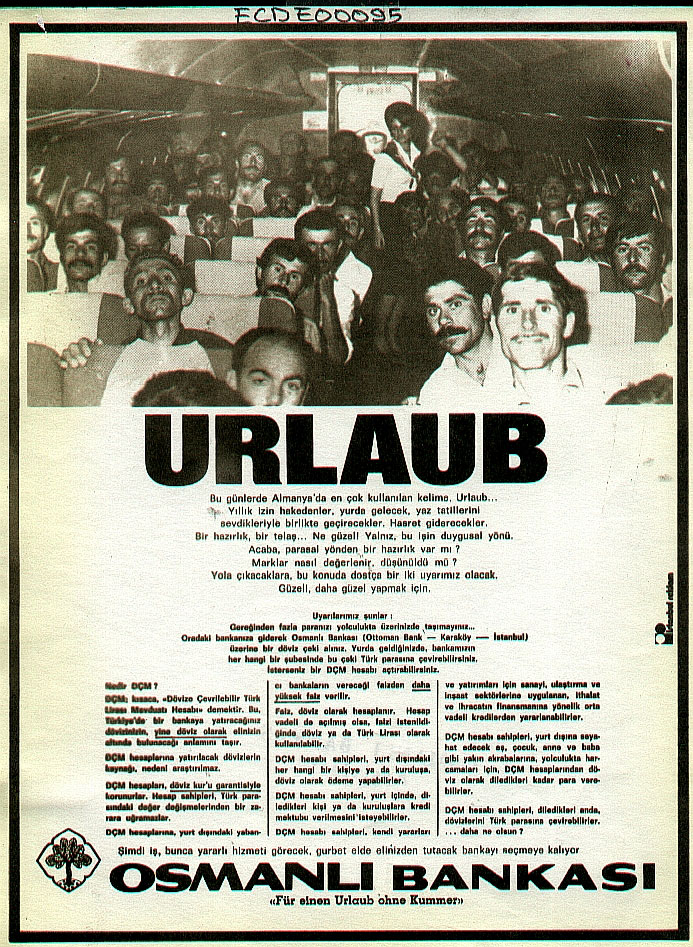 ECDE00095
URLAUB
Bu günlerde Almanya'da en çok kullanılan kelime, Urlaub...
Yıllık izin hakedenler, yurda gelecek, yaz tatillerini
sevdikleriyle birlikte geçirecekler. Hasret giderecekler.
Bir hazırlık, bir telaş... Ne güzel! Yalnız, bu işin duygusal yönü.
Acaba, parasal yönden bir hazırlık var mı ?
Marklar nasıl değerlenir, düşünüldü mü ?
Yola çıkacaklara, bu konuda dostça bir iki uyarımız olacak.
Güzeli, daha güzel yapmak için.
Uyarılarımız şunlar :
Gereğinden fazla paranızı yolculukta üzerinizde taşımayınız...
Oradaki bankanıza giderek Osmanlı Bankası (Ottoman Bank — Karaköy — İstanbul)
üzerine bir döviz çeki alınız. Yurda geldiğinizde, bankamızın
her hangi bir şubesinde bu çeki Türk parasına çevirebilirsiniz.
İsterseniz bir DÇM hesabı açtırabilirsiniz.
Nedir DÇM ?
DÇM; kısaca, «Dövize Çevrilebilir Türk
Lirası Mevduatı Hesabı» demektir. Bu,
Türkiye'de bir bankaya yatıracağınız
dövizinizin, yine döviz olarak elinizin
altında bulunacağı anlamını taşır.
DÇM hesaplarına yatırılacak dövizlerin
kaynağı, nedeni araştırılmaz.
DÇM hesapları, döviz kur'u garantisiyle
korunurlar. Hesap sahipleri, Türk para-
sındaki değer değişmelerinden bir za-
rara uğramazlar.
DÇM hesaplarına, yurt dışındaki yaban-
cı bankaların vereceği faizden daha
yüksek faiz verilir.
Faiz, döviz olarak hesaplanır. Hesap
vadeli de açılmış olsa, faiz istenildiğin-
de döviz, ya da Türk Lirası olarak
kullanılabilir.
DÇM hesabı sahipleri, yurt dışındaki
her hangi bir kişiye ya da kuruluşa,
döviz olarak ödeme yapabilirler.
DÇM hesabı sahipleri, yurt içinde, di-
ledikleri kişi ya da kuruluşlara kredi
mektubu verilmesini isteyebilirler.
DÇM hesabı sahipleri, kendi yararları
ve yatırımları için sanayi, ulaştırma ve
inşaat sektörlerine uygulanan, ithalat
ve ihracatın finansmanına yönelik orta
vadeli kredilerden yararlanabilirler.
DÇM hesabı sahipleri, yurt dışına seya-
hat edecek eş, çocuk, anne ve baba
gibi yakın akrabalarına, yolculukta har-
camaları için, DÇM hesaplarından dö-
viz olarak diledikleri kadar para vere-
bilirler.
DÇM hesabı sahipleri, diledikleri anda,
dövizlerini Türk parasına çevirebilirler.
... daha ne olsun ?
Şimdi iş, bunca yararlı hizmeti görecek, gurbet elde elinizden tutacak bankayı seçmeye kalıyor
OSMANLI BANKASI
«Für einen Urlaub ohne Kummer»